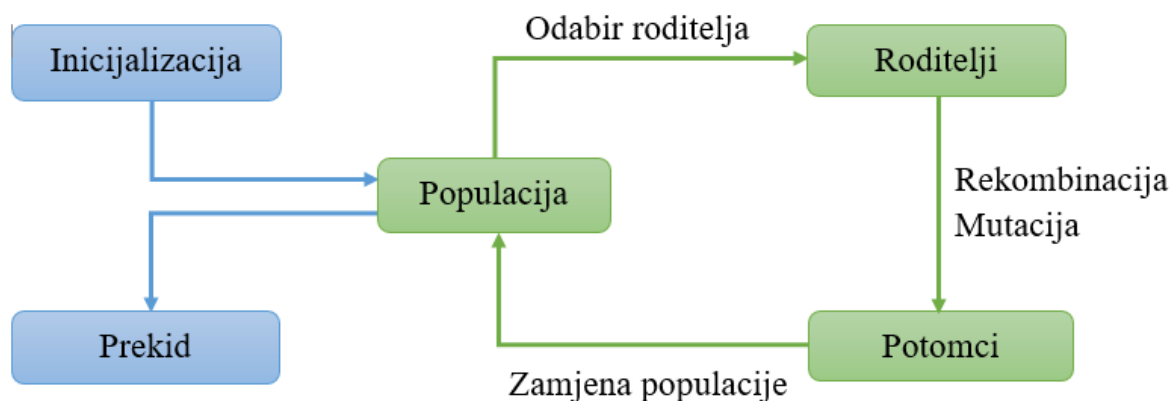 Inicijalizacija
Odabir roditelja
Roditelji
Populacija
Rekombinacija
Mutacija
Prekid
Potomci
Zamjena populacije